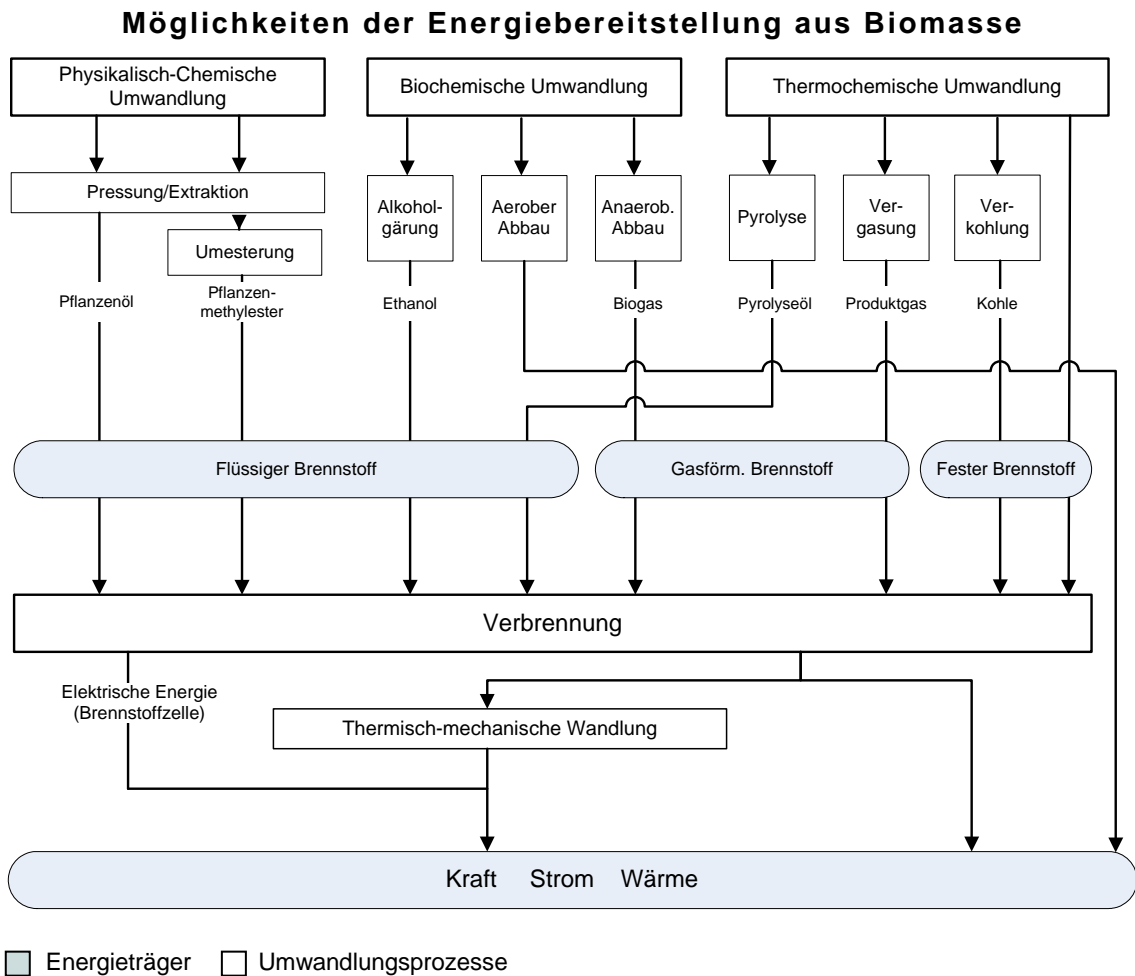 Möglichkeiten der Energiebereitstellung aus Biomasse
Physikalisch-Chemische
Umwandlung
Biochemische Umwandlung
Thermochemische Umwandlung
Pressung/Extraktion
Umesterung
Alkohol-
gärung
Aerober
Abbau
Anaerob.
Abbau
Pyrolyse
Ver-
gasung
Ver-
kohlung
Pflanzenöl
Pflanzen-
methylester
Ethanol
Biogas
Pyrolyseöl
Produktgas
Kohle
Flüssiger Brennstoff
Gasförm. Brennstoff
Fester Brennstoff
Verbrennung
Elektrische Energie
(Brennstoffzelle)
Thermisch-mechanische Wandlung
Kraft Strom Wärme
Energieträger
Umwandlungsprozesse